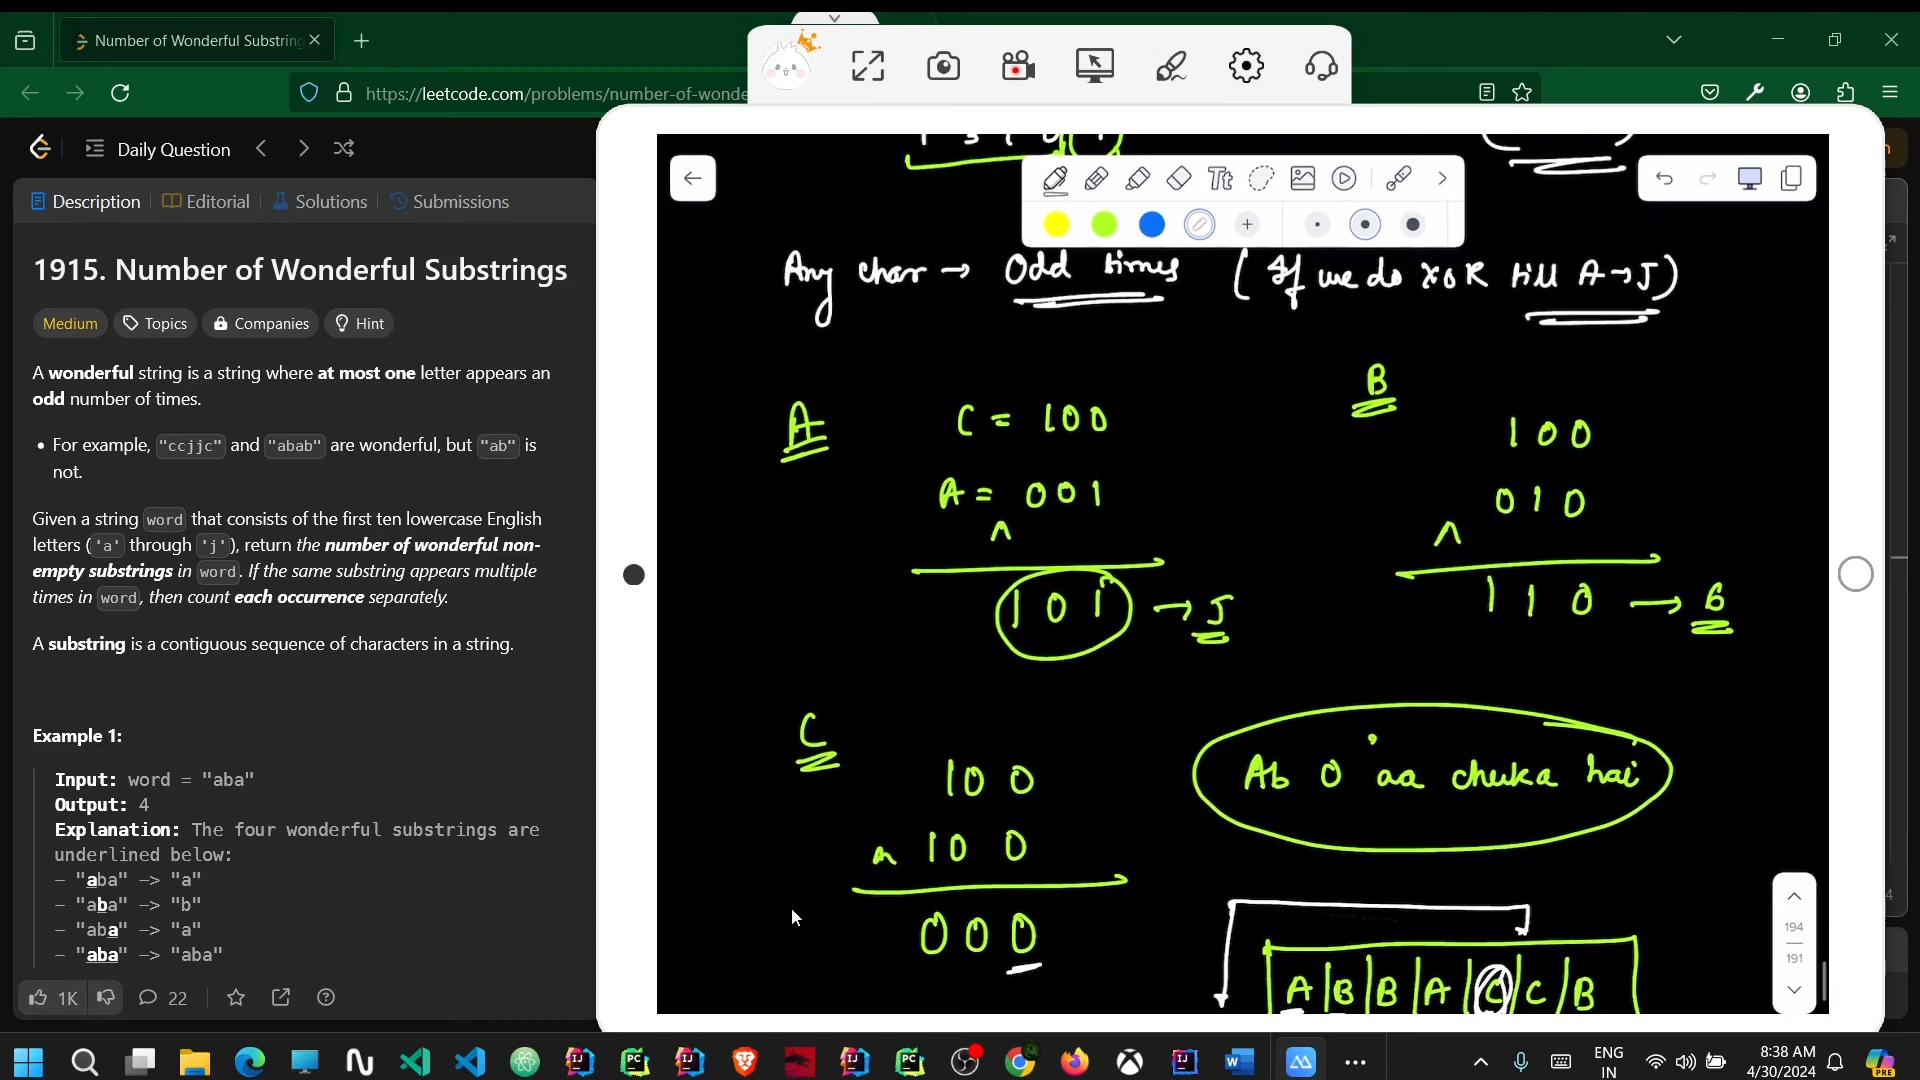 Number of Wonderful Substring
https://leetcode.com/problems/number-of-wonde
Daily Question
Description
Editorial
Solutions
Submissions
1915. Number of Wonderful Substrings
Medium
Topics
Companies
Hint
A wonderful string is a string where at most one letter appears an
odd number of times.
• For example, "ccjjc" and "abab" are wonderful, but "ab" is
not.
Given a string word that consists of the first ten lowercase English
letters ('a' through 'j'), return the number of wonderful non-
empty substrings in word. If the same substring appears multiple
times in word, then count each occurrence separately.
A substring is a contiguous sequence of characters in a string.
Example 1:
Input: word = "aba"
Output: 4
Explanation: The four wonderful substrings are
underlined below:
- "aba" -> "a"
- "aba" -> "b"
- "aba" -> "a"
- "aba" -> "aba"
1K
22
Tt
Any char → Odd times (If we do XOR till A→J)
A
C = 100
A = 001
^
101 → J
B
100
010
^
110 → B
C
100
^ 100
000
Ab 0 aa chuka hai
A|B|B|A|C|C|B
194
191
ENG
IN
8:38 AM
4/30/2024